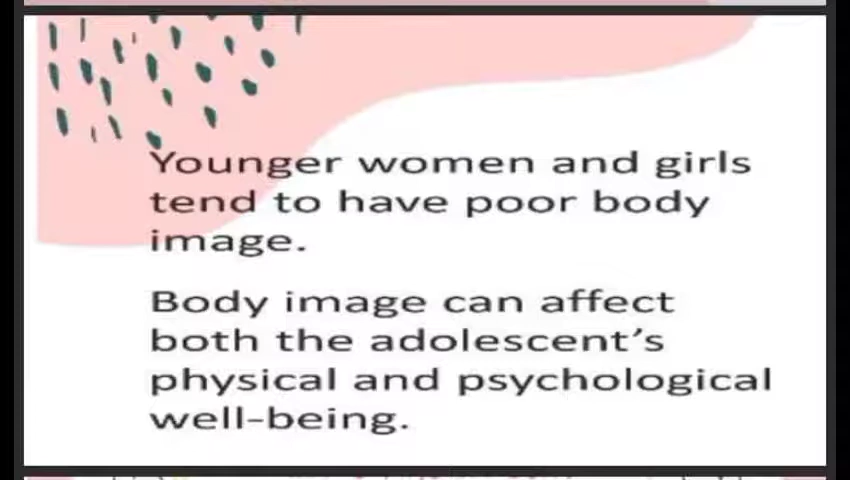 Younger women and girls
tend to have poor body
image.
Body image can affect
both the adolescent's
physical and psychological
well-being.